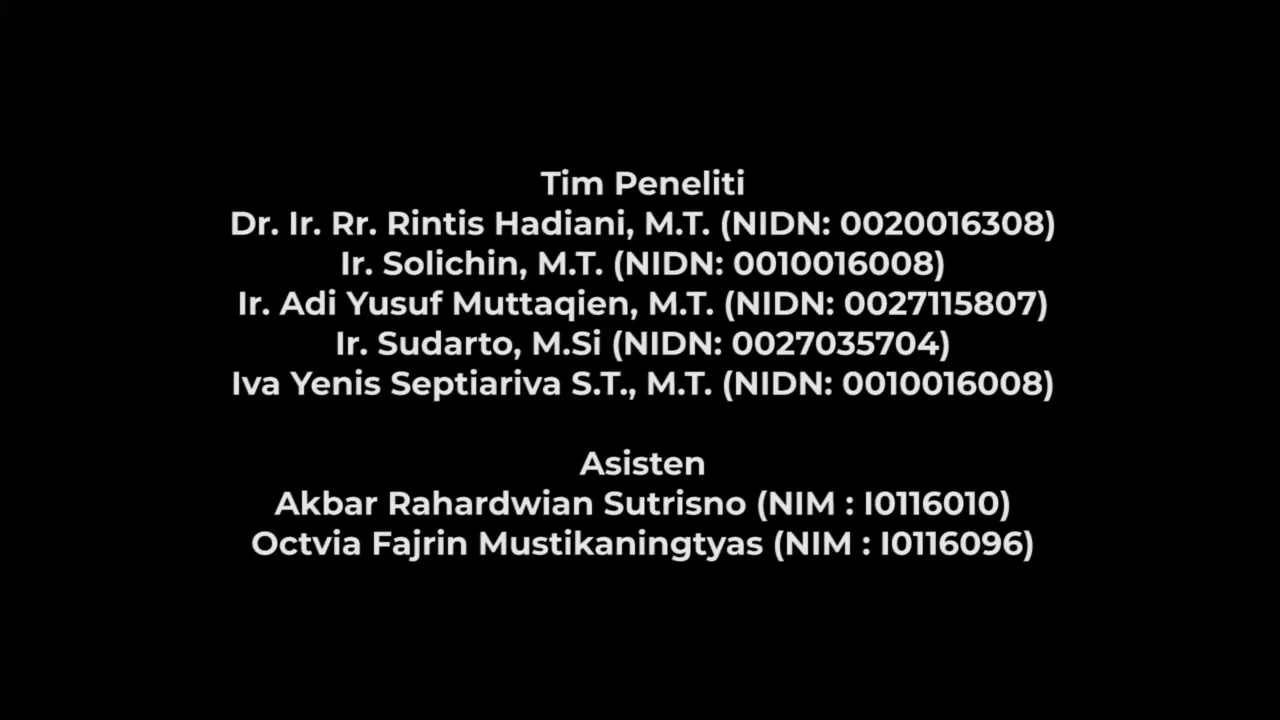 Tim Peneliti
Dr. Ir. Rr. Rintis Hadiani, M.T. (NIDN: 0020016308)
Ir. Solichin, M.T. (NIDN: 0010016008)
Ir. Adi Yusuf Muttaqien, M.T. (NIDN: 0027115807)
Ir. Sudarto, M.Si (NIDN: 0027035704)
Iva Yenis Septiariva S.T., M.T. (NIDN: 0010016008)
Asisten
Akbar Rahardwian Sutrisno (NIM : I0116010)
Octvia Fajrin Mustikaningtyas (NIM : I0116096)